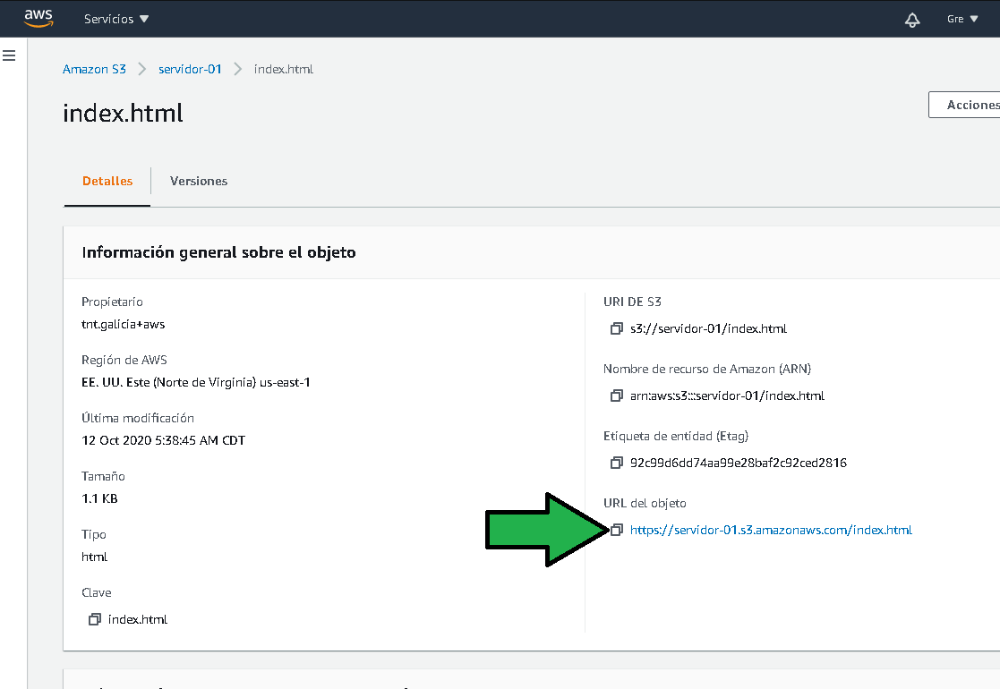 aws Servicios Gre
Amazon S3 servidor-01 index.html
index.html
Acciones
Detalles Versiones
Información general sobre el objeto
Propietario
tnt.galicia+aws
Región de AWS
EE. UU. Este (Norte de Virginia) us-east-1
Última modificación
12 Oct 2020 5:38:45 AM CDT
Tamaño
1.1 KB
Tipo
html
Clave
index.html
URI DE S3
s3://servidor-01/index.html
Nombre de recurso de Amazon (ARN)
arn:aws:s3:::servidor-01/index.html
Etiqueta de entidad (Etag)
92c99d6dd74aa99e28baf2c92ced2816
URL del objeto
https://servidor-01.s3.amazonaws.com/index.html